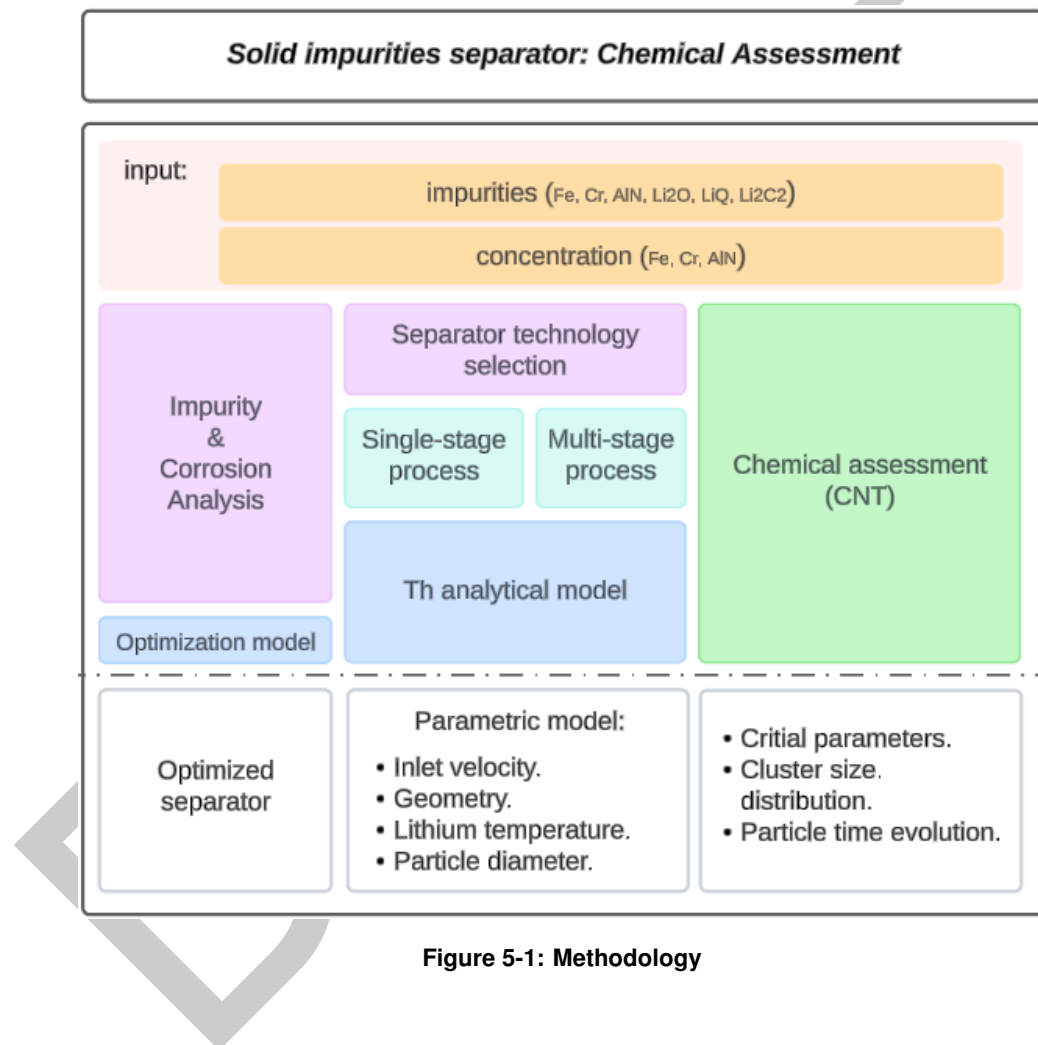 Solid impurities separator: Chemical Assessment
input:
impurities (Fe, Cr, AlN, Li2O, LiQ, Li2C2)
concentration (Fe, Cr, AlN)
Impurity
&
Corrosion
Analysis
Optimization model
Separator technology
selection
Single-stage
process
Multi-stage
process
Th analytical model
Chemical assessment
(CNT)
Optimized
separator
Parametric model:
• Inlet velocity.
• Geometry.
• Lithium temperature.
• Particle diameter.
• Critial parameters.
• Cluster size.
distribution.
• Particle time evolution.
Figure 5-1: Methodology